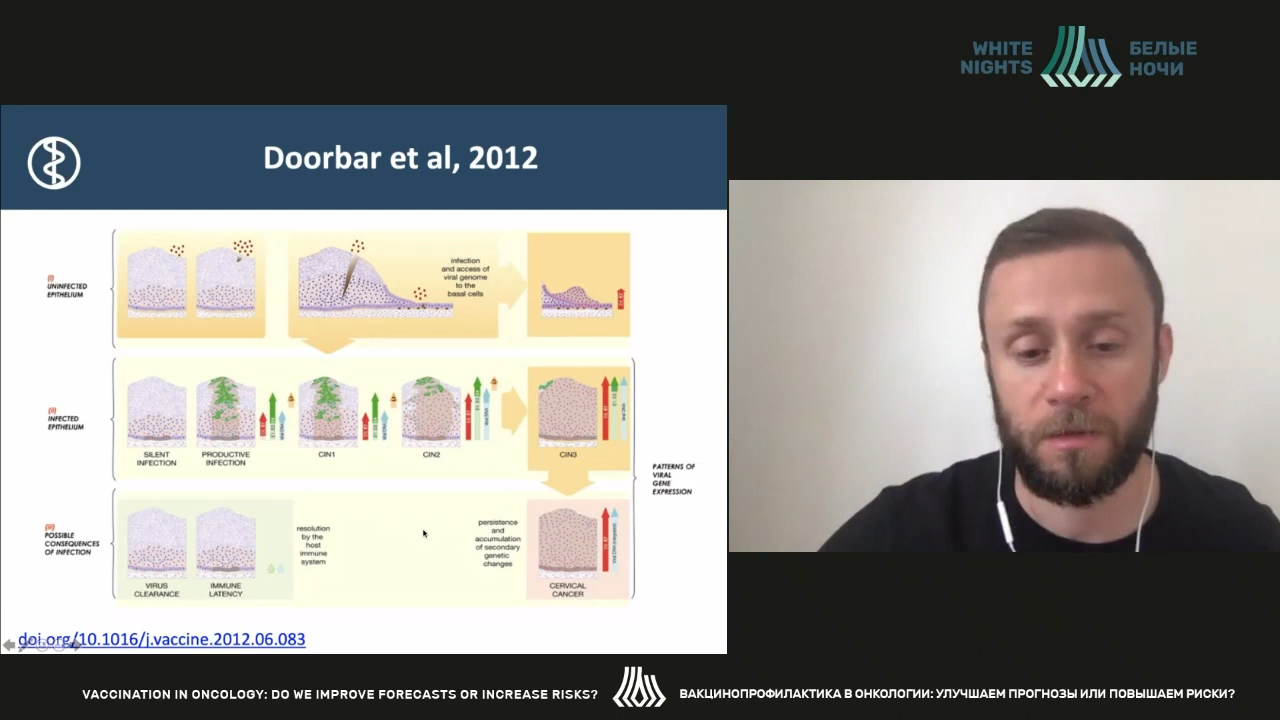 WHITE
NIGHTS
БЕЛЫЕ
НОЧИ
Doorbar et al, 2012
(i)
UNINFECTED
EPITHELIUM
infection
and access of
viral genome
to the
basal cells
(ii)
INFECTED
EPITHELIUM
SILENT
INFECTION
PRODUCTIVE
INFECTION
CIN1
CIN2
CIN3
PATTERNS OF
VIRAL
GENE
EXPRESSION
(iii)
POSSIBLE
CONSEQUENCES
OF INFECTION
resolution
by the
host
immune
system
persistence
and
accumulation
of secondary
genetic
changes
VIRUS
CLEARANCE
IMMUNE
LATENCY
CERVICAL
CANCER
doi.org/10.1016/j.vaccine.2012.06.083
VACCINATION IN ONCOLOGY: DO WE IMPROVE FORECASTS OR INCREASE RISKS?
ВАКЦИНОПРОФИЛАКТИКА В ОНКОЛОГИИ: УЛУЧШАЕМ ПРОГНОЗЫ ИЛИ ПОВЫШАЕМ РИСКИ?